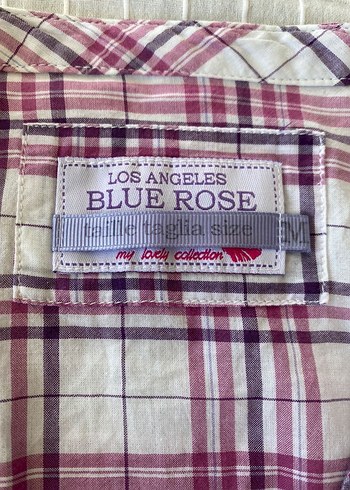 LOS ANGELES
BLUE ROSE
taille taglia size M
my lovely collection